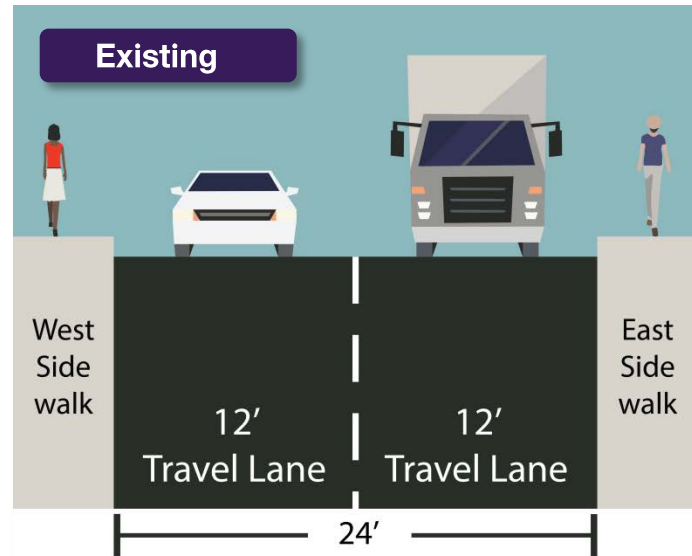 Existing
West
Side
walk
12′
Travel Lane
12′
Travel Lane
East
Side
walk
24′